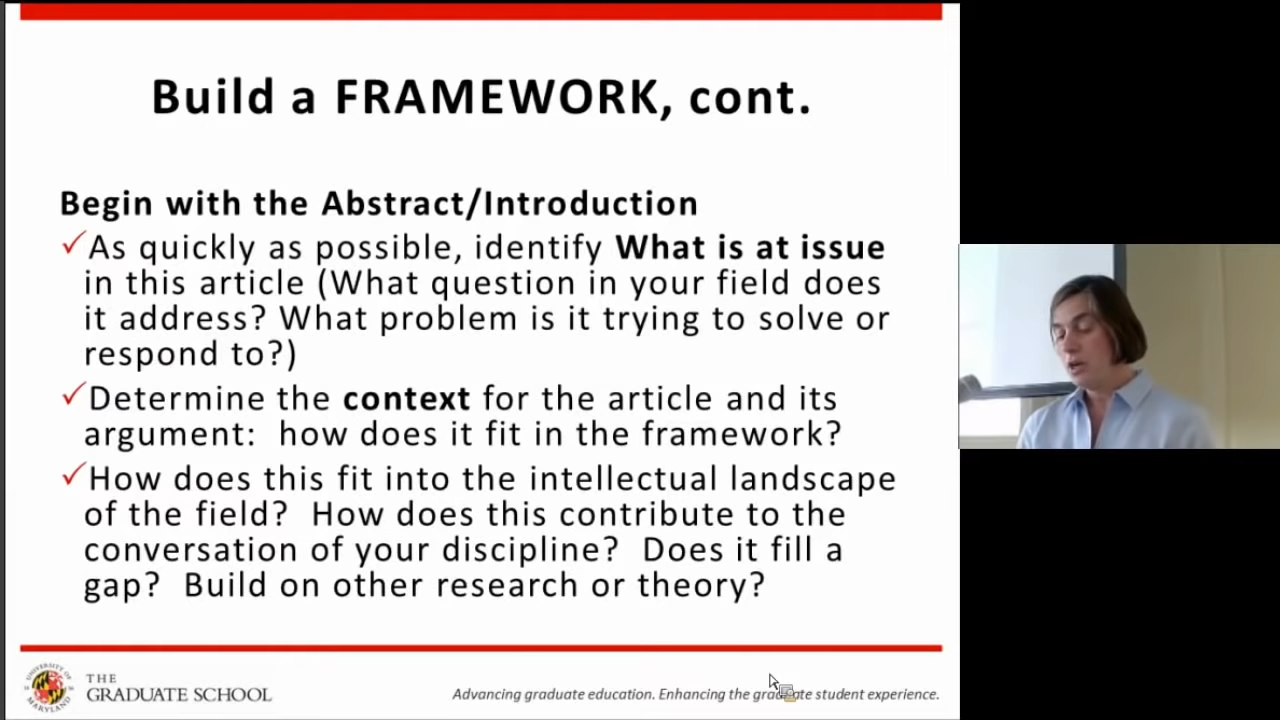 Build a FRAMEWORK, cont.
Begin with the Abstract/Introduction
✓As quickly as possible, identify What is at issue
in this article (What question in your field does
it address? What problem is it trying to solve or
respond to?)
✓Determine the context for the article and its
argument:  how does it fit in the framework?
✓How does this fit into the intellectual landscape
of the field?  How does this contribute to the
conversation of your discipline?  Does it fill a
gap?  Build on other research or theory?
UNIVERSITY OF
MARYLAND
THE
GRADUATE SCHOOL
Advancing graduate education. Enhancing the graduate student experience.